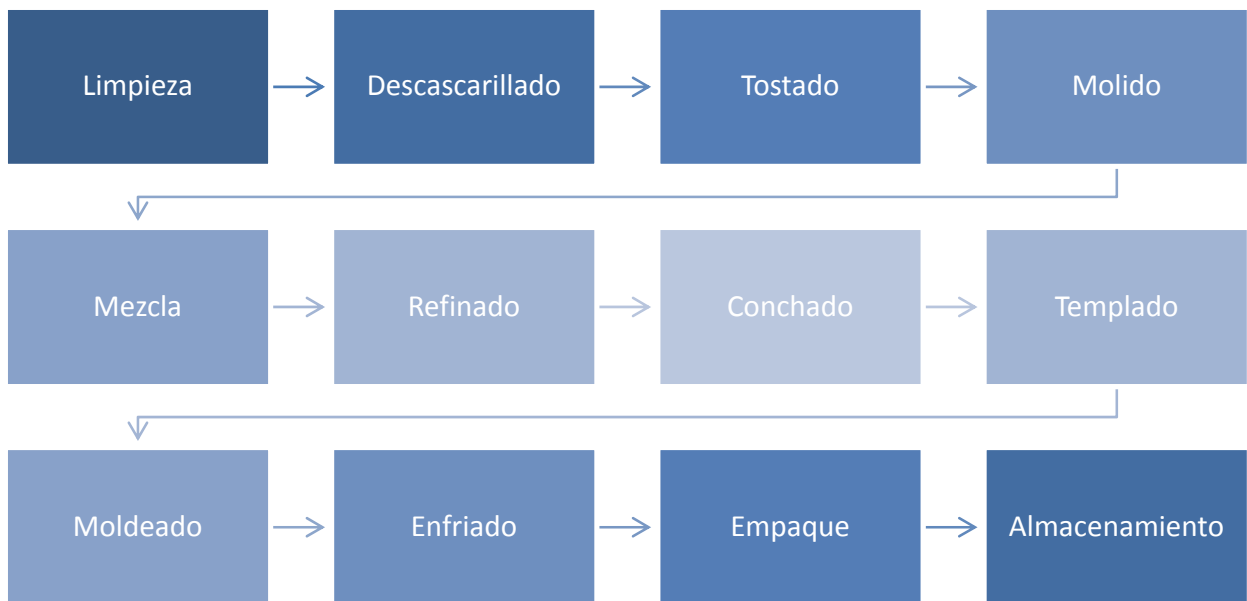 Limpieza
Descascarillado
Tostado
Molido
Mezcla
Refinado
Conchado
Templado
Moldeado
Enfriado
Empaque
Almacenamiento